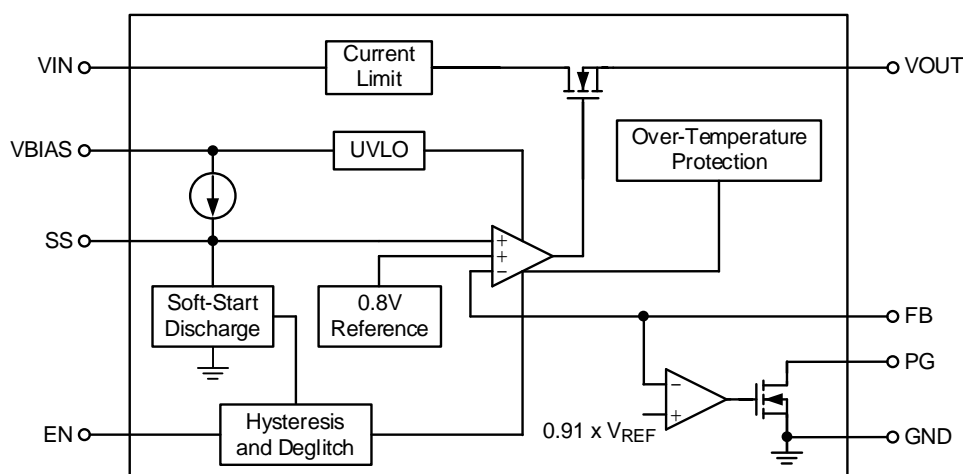 VIN
Current
Limit
VOUT
VBIAS
UVLO
Over-Temperature
Protection
SS
+
+
−
Soft-Start
Discharge
0.8V
Reference
FB
PG
−
+
0.91 x VREF
EN
Hysteresis
and Deglitch
GND